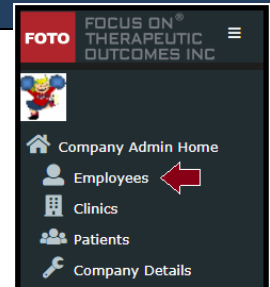 FOTO
FOCUS ON®
THERAPEUTIC
OUTCOMES INC
Company Admin Home
Employees
Clinics
Patients
Company Details